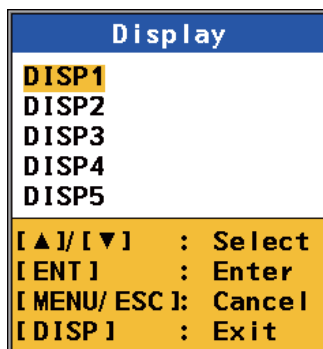 Display
DISP1
DISP2
DISP3
DISP4
DISP5
[▲]/[▼] : Select
[ENT] : Enter
[MENU/ESC]: Cancel
[DISP] : Exit